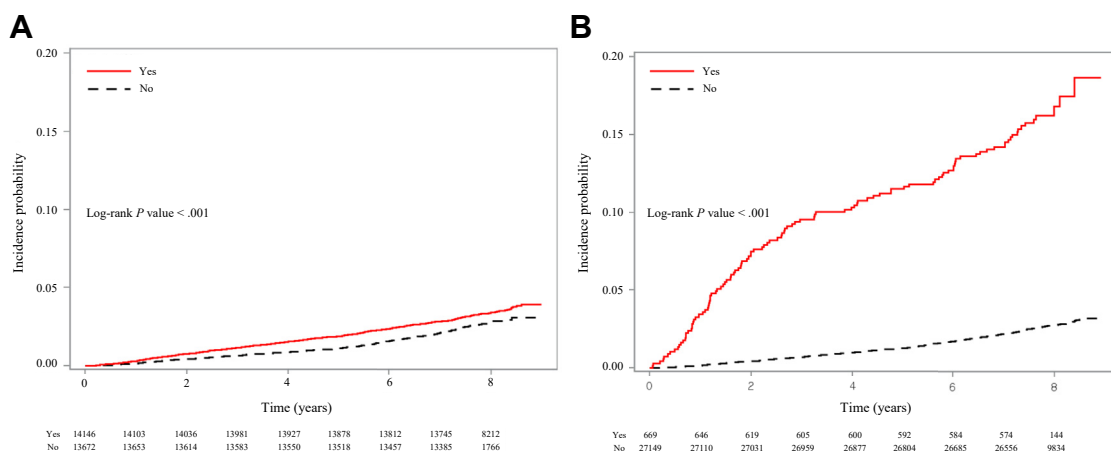 A
0.20
0.15
0.10
0.05
0.00
Incidence probability
Yes
No
Log-rank P value < .001
0 2 4 6 8
Time (years)
Yes 14146 14103 14036 13981 13927 13878 13812 13745 8212
No 13672 13653 13614 13583 13550 13518 13457 13385 1766
B
0.20
0.15
0.10
0.05
0.00
Incidence probability
Yes
No
Log-rank P value < .001
0 2 4 6 8
Time (years)
Yes 669 646 619 605 600 592 584 574 144
No 27149 27110 27031 26959 26877 26804 26685 26556 9834